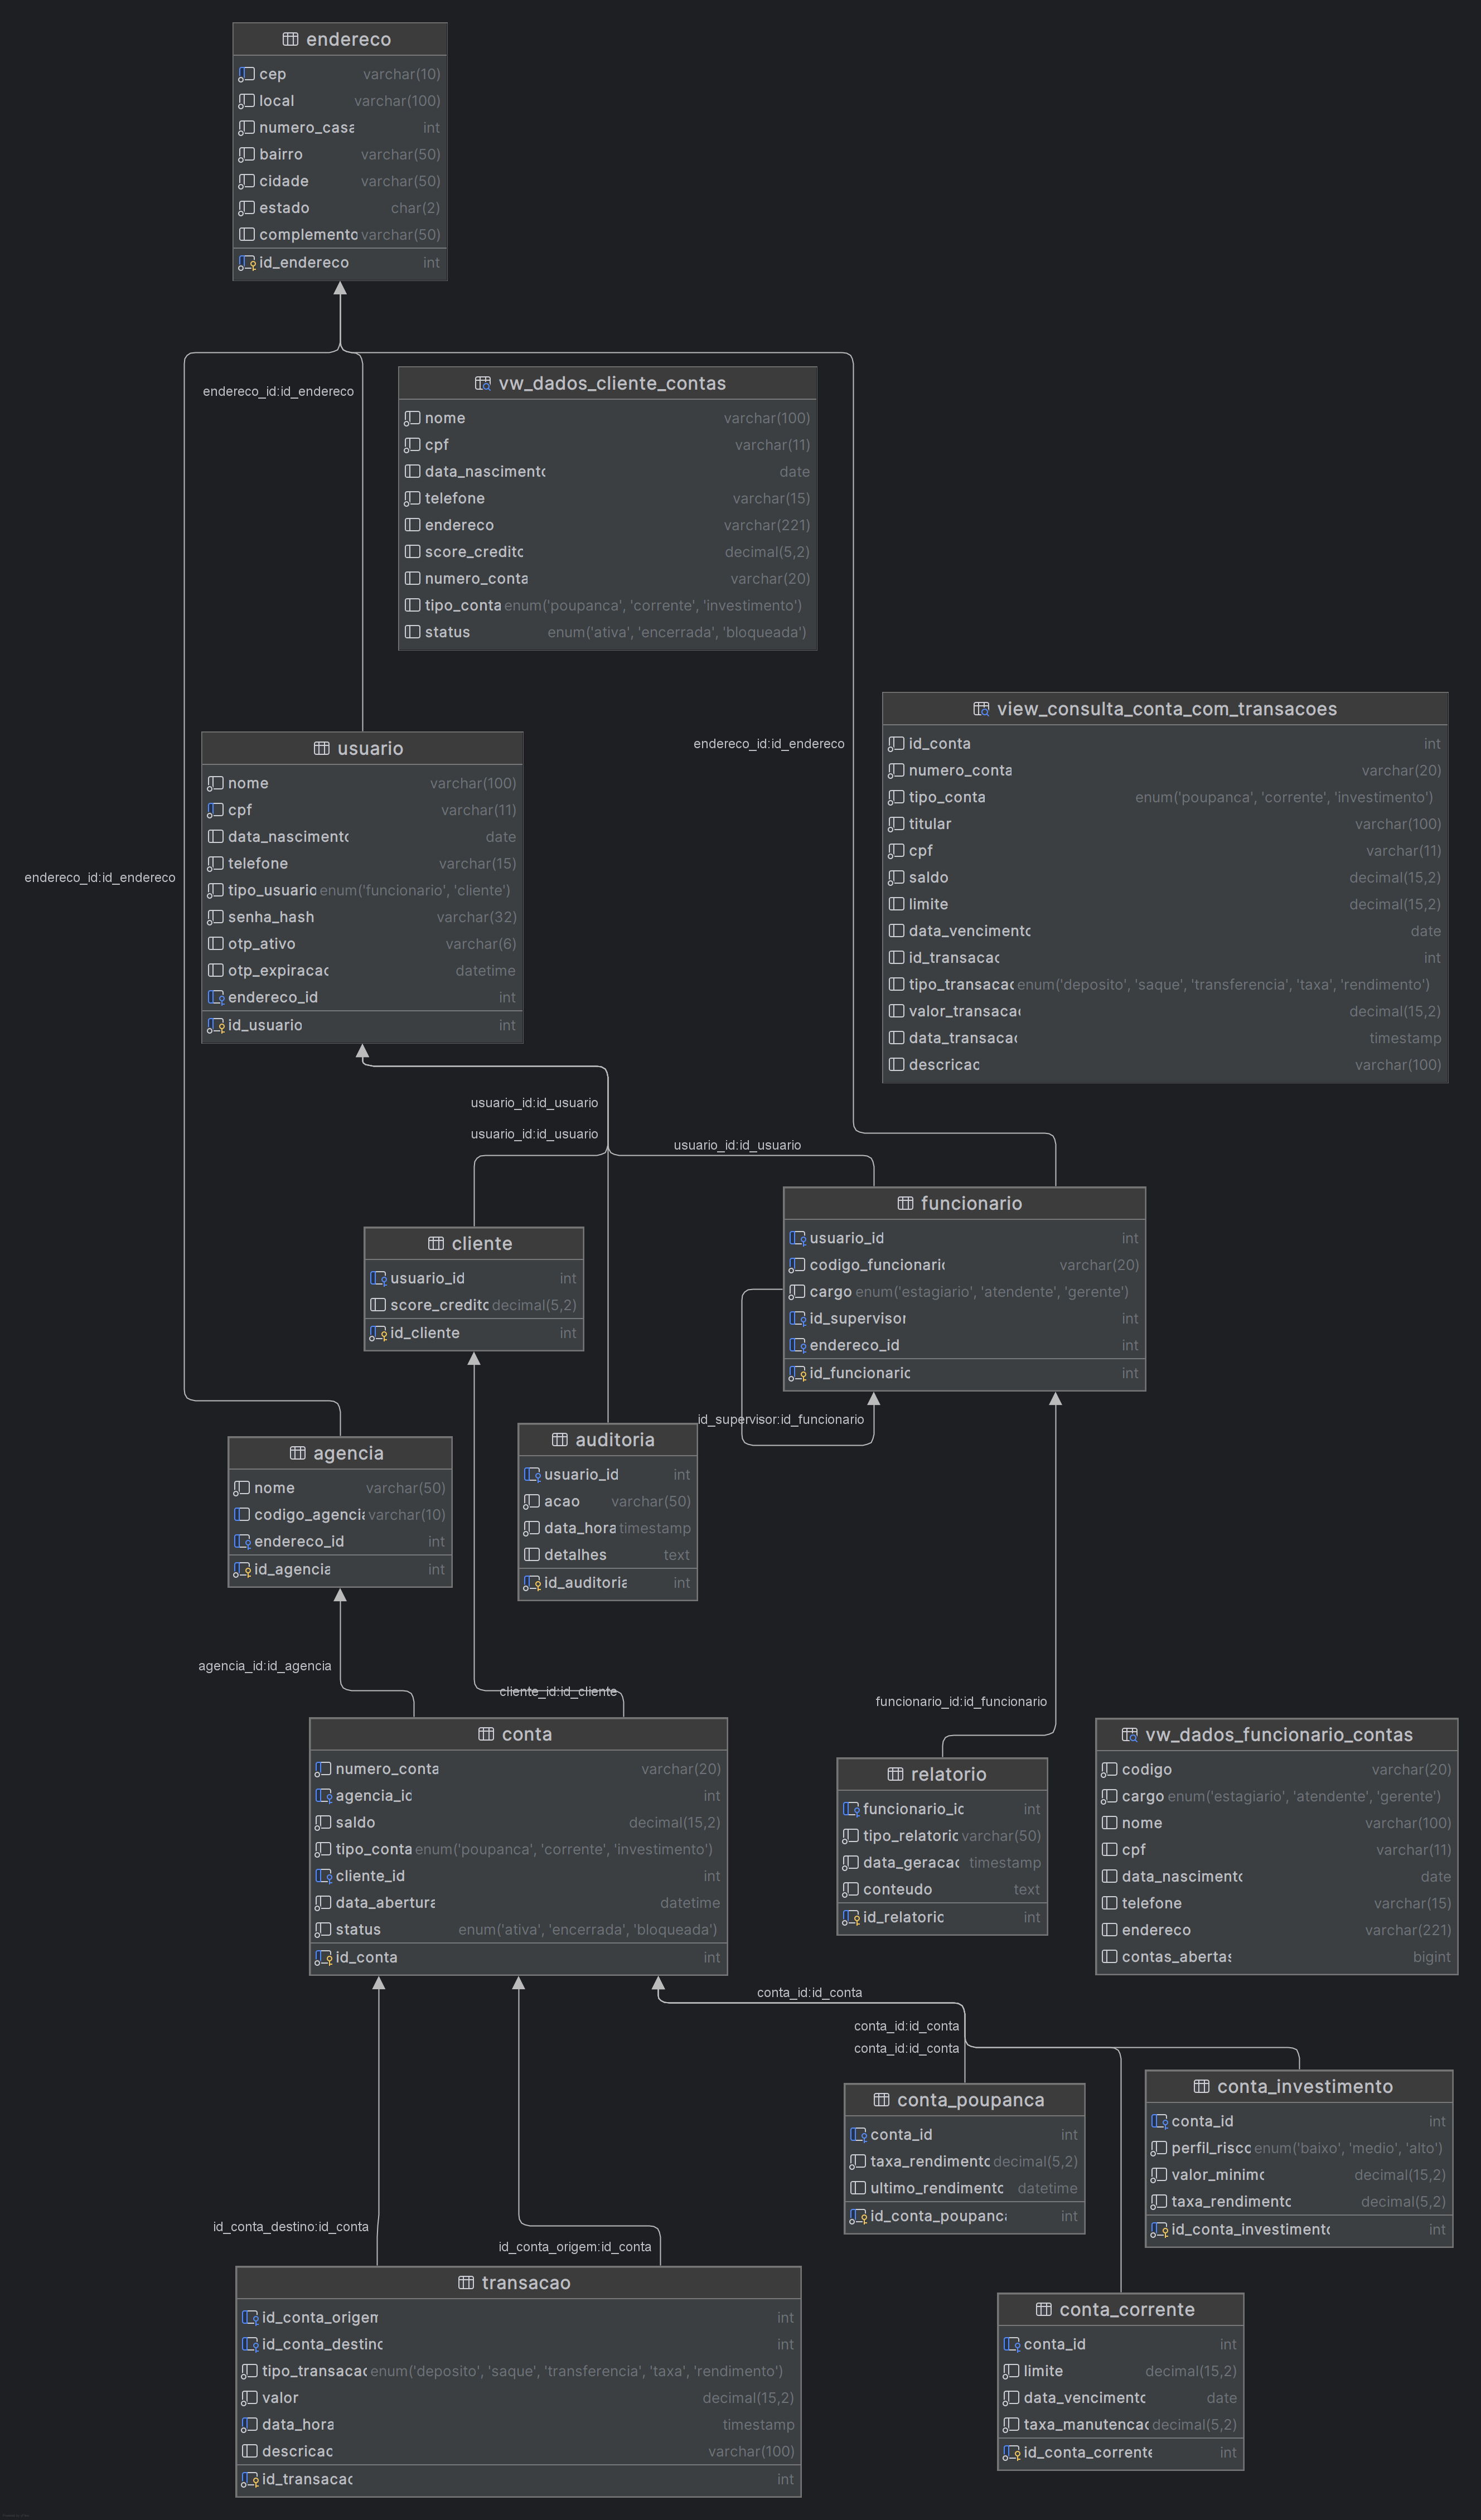 endereco
cep varchar(10)
local varchar(100)
numero_casa int
bairro varchar(50)
cidade varchar(50)
estado char(2)
complemento varchar(50)
id_endereco int
endereco_id:id_endereco
vw_dados_cliente_contas
nome varchar(100)
cpf varchar(11)
data_nascimento date
telefone varchar(15)
endereco varchar(221)
score_credito decimal(5,2)
numero_conta varchar(20)
tipo_conta enum('poupanca', 'corrente', 'investimento')
status enum('ativa', 'encerrada', 'bloqueada')
endereco_id:id_endereco
view_consulta_conta_com_transacoes
id_conta int
numero_conta varchar(20)
tipo_conta enum('poupanca', 'corrente', 'investimento')
titular varchar(100)
cpf varchar(11)
saldo decimal(15,2)
limite decimal(15,2)
data_vencimento date
id_transacao int
tipo_transacao enum('deposito', 'saque', 'transferencia', 'taxa', 'rendimento')
valor_transacao decimal(15,2)
data_transacao timestamp
descricao varchar(100)
usuario
nome varchar(100)
cpf varchar(11)
data_nascimento date
telefone varchar(15)
tipo_usuario enum('funcionario', 'cliente')
senha_hash varchar(32)
otp_ativo varchar(6)
otp_expiracao datetime
endereco_id int
id_usuario int
endereco_id:id_endereco
usuario_id:id_usuario
usuario_id:id_usuario
usuario_id:id_usuario
funcionario
usuario_id int
codigo_funcionario varchar(20)
cargo enum('estagiario', 'atendente', 'gerente')
id_supervisor int
endereco_id int
id_funcionario int
id_supervisor:id_funcionario
cliente
usuario_id int
score_credito decimal(5,2)
id_cliente int
agencia
nome varchar(50)
codigo_agencia varchar(10)
endereco_id int
id_agencia int
auditoria
usuario_id int
acao varchar(50)
data_hora timestamp
detalhes text
id_auditoria int
agencia_id:id_agencia
cliente_id:id_cliente
funcionario_id:id_funcionario
conta
numero_conta varchar(20)
agencia_id int
saldo decimal(15,2)
tipo_conta enum('poupanca', 'corrente', 'investimento')
cliente_id int
data_abertura datetime
status enum('ativa', 'encerrada', 'bloqueada')
id_conta int
relatorio
funcionario_id int
tipo_relatorio varchar(50)
data_geracao timestamp
conteudo text
id_relatorio int
vw_dados_funcionario_contas
codigo varchar(20)
cargo enum('estagiario', 'atendente', 'gerente')
nome varchar(100)
cpf varchar(11)
data_nascimento date
telefone varchar(15)
endereco varchar(221)
contas_abertas bigint
conta_id:id_conta
conta_id:id_conta
conta_id:id_conta
conta_poupanca
conta_id int
taxa_rendimento decimal(5,2)
ultimo_rendimento datetime
id_conta_poupanca int
conta_investimento
conta_id int
perfil_risco enum('baixo', 'medio', 'alto')
valor_minimo decimal(15,2)
taxa_rendimento decimal(5,2)
id_conta_investimento int
id_conta_destino:id_conta
id_conta_origem:id_conta
transacao
id_conta_origem int
id_conta_destino int
tipo_transacao enum('deposito', 'saque', 'transferencia', 'taxa', 'rendimento')
valor decimal(15,2)
data_hora timestamp
descricao varchar(100)
id_transacao int
conta_corrente
conta_id int
limite decimal(15,2)
data_vencimento date
taxa_manutencao decimal(5,2)
id_conta_corrente int